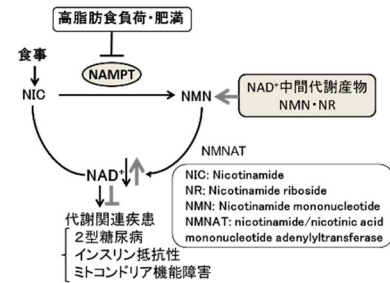 高脂肪食負荷・肥満
食事
NAMPT
NIC
NMN
NAD⁺中間代謝産物
NMN・NR
NMNAT
NAD⁺
代謝関連疾患
2型糖尿病
インスリン抵抗性
ミトコンドリア機能障害
NIC: Nicotinamide
NR: Nicotinamide riboside
NMN: Nicotinamide mononucleotide
NMNAT: nicotinamide/nicotinic acid
mononucleotide adenylyltransferase